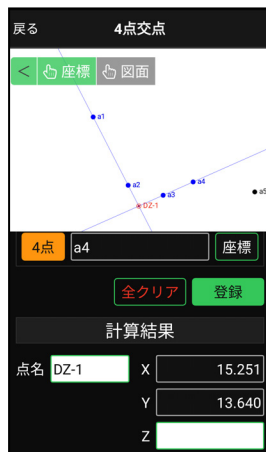 戻る 4点交点
< 座標 図面
a1
a2
a3
a4
a5
DZ-1
4点 a4 座標
全クリア 登録
計算結果
点名 DZ-1 X 15.251
Y 13.640
Z